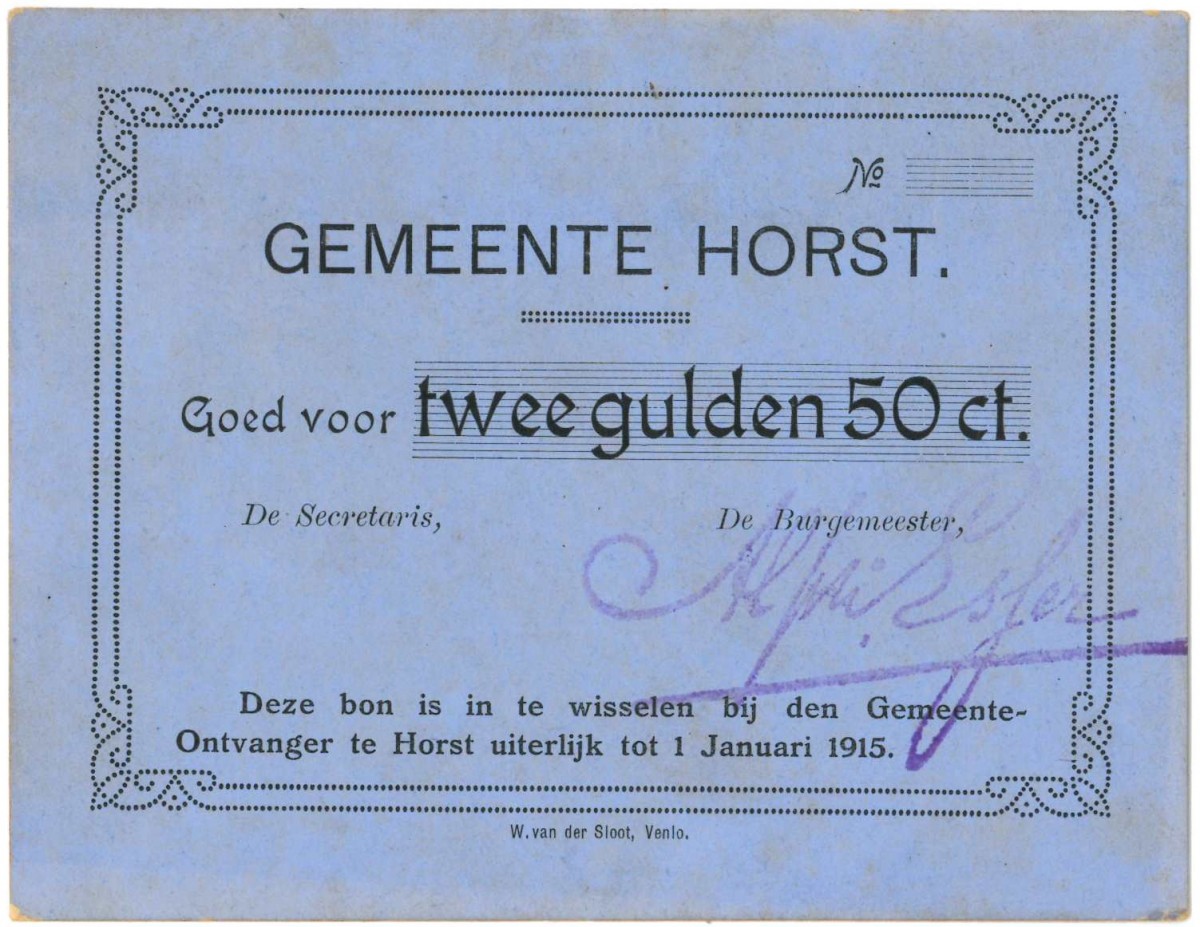 No
GEMEENTE HORST.
Goed voor twee gulden 50 ct.
De Secretaris, De Burgemeester,
Deze bon is in te wisselen bij den Gemeente-
Ontvanger te Horst uiterlijk tot 1 Januari 1915.
W. van der Sloot, Venlo.